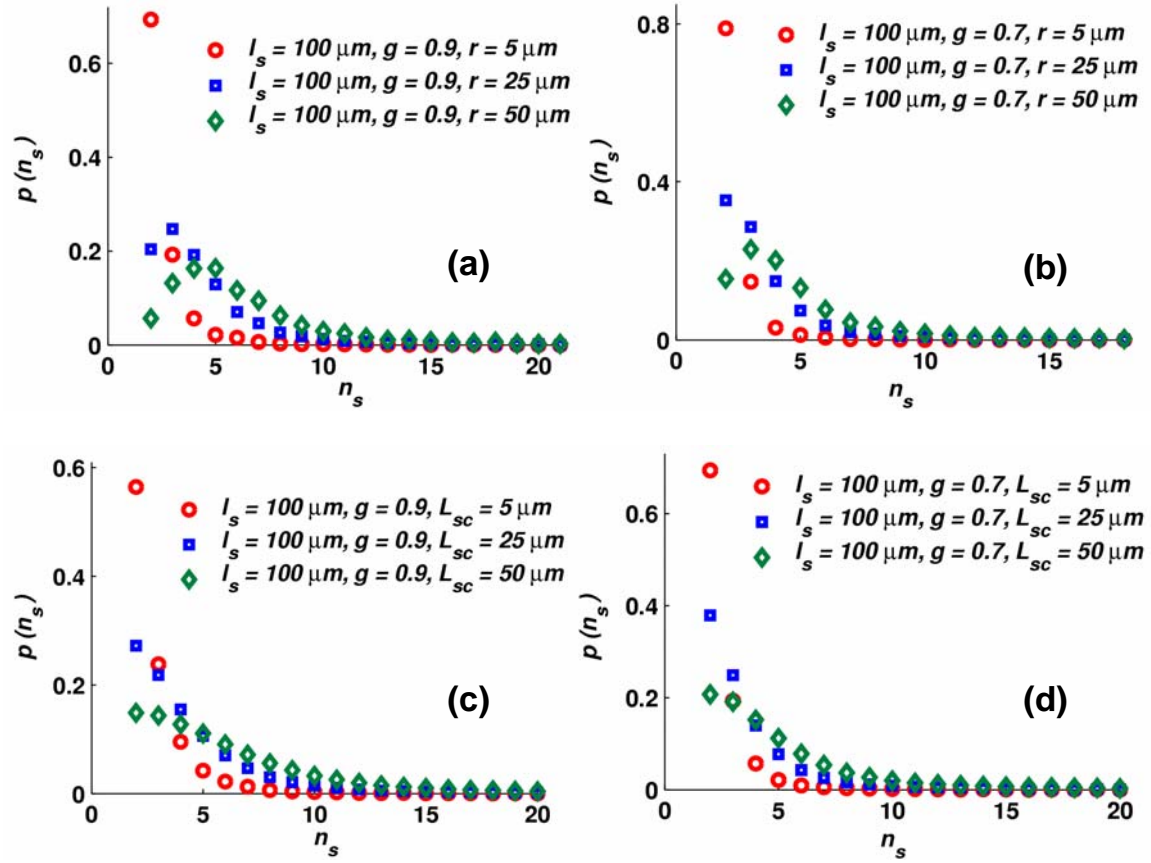 0.6
0.4
0.2
0
p (n_s)
l_s = 100 μm, g = 0.9, r = 5 μm
l_s = 100 μm, g = 0.9, r = 25 μm
l_s = 100 μm, g = 0.9, r = 50 μm
(a)
0 5 10 15 20
n_s
0.8
0.4
0
p (n_s)
l_s = 100 μm, g = 0.7, r = 5 μm
l_s = 100 μm, g = 0.7, r = 25 μm
l_s = 100 μm, g = 0.7, r = 50 μm
(b)
0 5 10 15
n_s
0.6
0.4
0.2
0
p (n_s)
l_s = 100 μm, g = 0.9, L_sc = 5 μm
l_s = 100 μm, g = 0.9, L_sc = 25 μm
l_s = 100 μm, g = 0.9, L_sc = 50 μm
(c)
0 5 10 15 20
n_s
0.6
0.4
0.2
0
p (n_s)
l_s = 100 μm, g = 0.7, L_sc = 5 μm
l_s = 100 μm, g = 0.7, L_sc = 25 μm
l_s = 100 μm, g = 0.7, L_sc = 50 μm
(d)
0 5 10 15 20
n_s